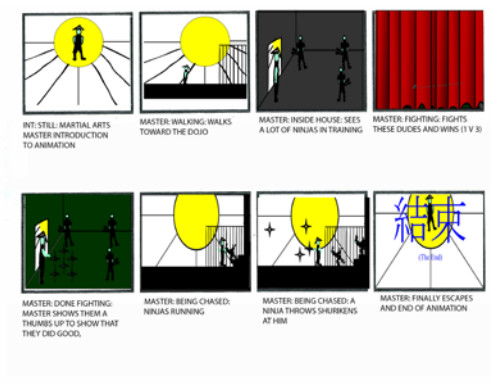 INT: STILL: MARTIAL ARTS
MASTER INTRODUCTION
TO ANIMATION
MASTER: WALKING: WALKS
TOWARD THE DOJO
MASTER: INSIDE HOUSE: SEES
A LOT OF NINJAS IN TRAINING
MASTER: FIGHTING: FIGHTS
THESE DUDES AND WINS (1 V 3)
MASTER: DONE FIGHTING:
MASTER SHOWS THEM A
THUMBS UP TO SHOW THAT
THEY DID GOOD,
MASTER: BEING CHASED:
NINJAS RUNNING
MASTER: BEING CHASED: A
NINJA THROWS SHURIKENS
AT HIM
結束
(The End)
MASTER: FINALLY ESCAPES
AND END OF ANIMATION